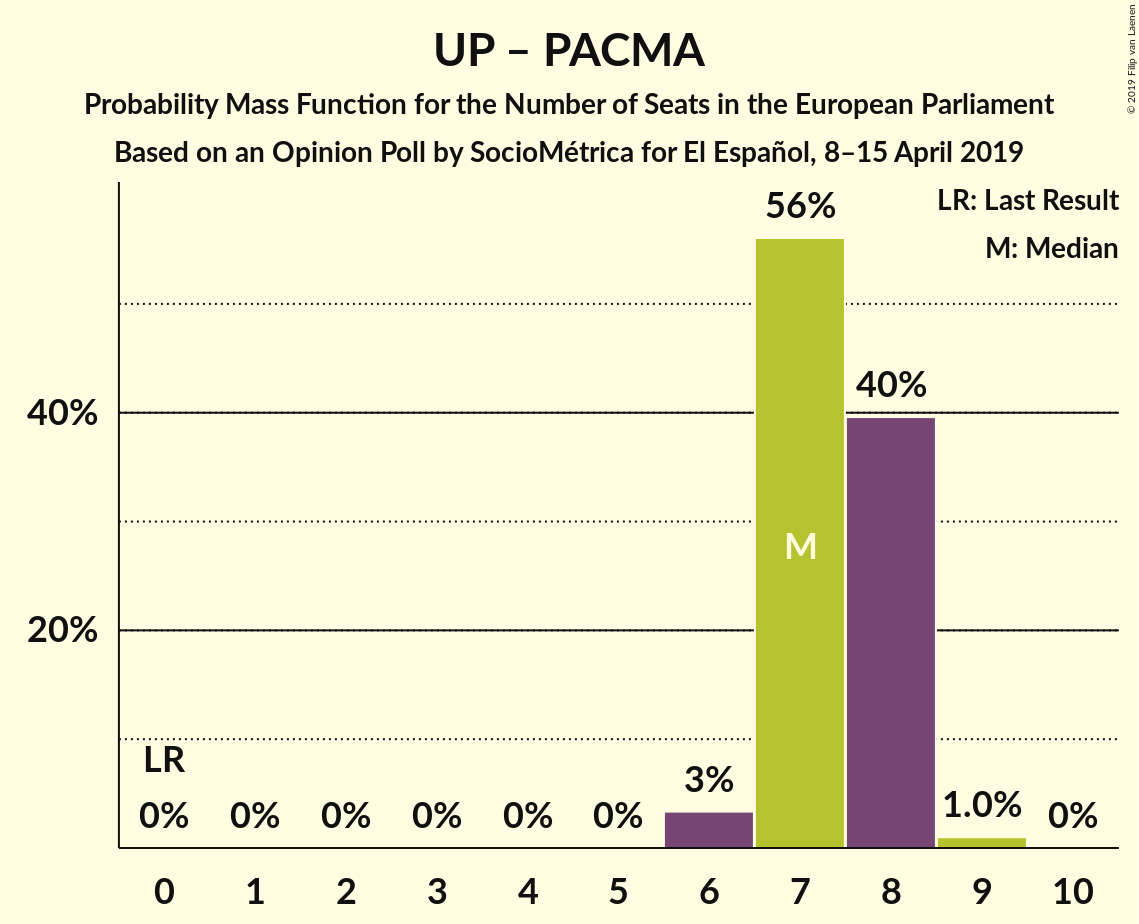 UP – PACMA
Probability Mass Function for the Number of Seats in the European Parliament
Based on an Opinion Poll by SocioMétrica for El Español, 8–15 April 2019
© 2019 Filip van Laenen
LR: Last Result
M: Median
56%
40%
40%
M
20%
LR
3%
0% 0% 0% 0% 0% 0% 1.0% 0%
0 1 2 3 4 5 6 7 8 9 10